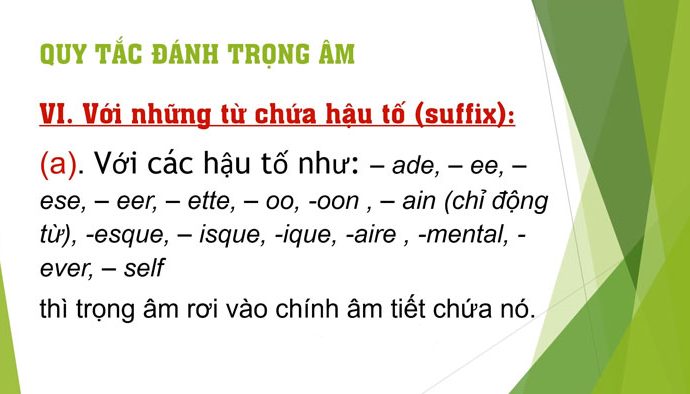 QUY TẮC ĐÁNH TRỌNG ÂM
VI. Với những từ chứa hậu tố (suffix):
(a). Với các hậu tố như: – ade, – ee, –
ese, – eer, – ette, – oo, -oon , – ain (chỉ động
từ), -esque, – isque, -ique, -aire , -mental, -
ever, – self
thì trọng âm rơi vào chính âm tiết chứa nó.